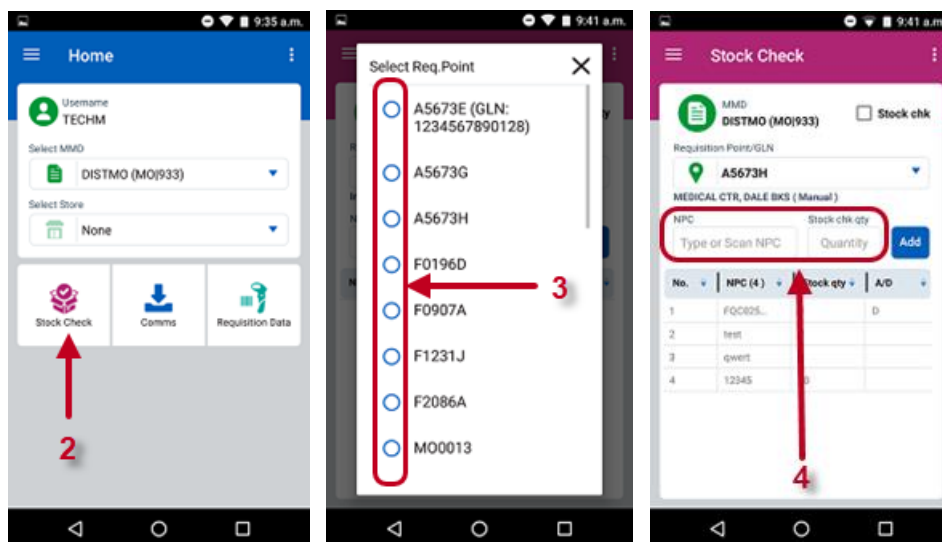 9:35 a.m.
Home
Username
TECHM
Select MMD
DISTMO (MO|933)
Select Store
None
Stock Check
Comms
Requisition Data
2
9:41 a.m.
Select Req.Point
A5673E (GLN:
1234567890128)
A5673G
A5673H
F0196D
F0907A
F1231J
F2086A
MO0013
3
9:41 a.m
Stock Check
MMD
DISTMO (MO|933)
Stock chk
Requisition Point/GLN
A5673H
MEDICAL CTR, DALE BKS ( Manual )
NPC
Stock chk qty
Type or Scan NPC
Quantity
Add
No.
NPC (4)
Stock qty
A/D
1
FQC025..
D
2
test
3
qwert
4
12345
0
4